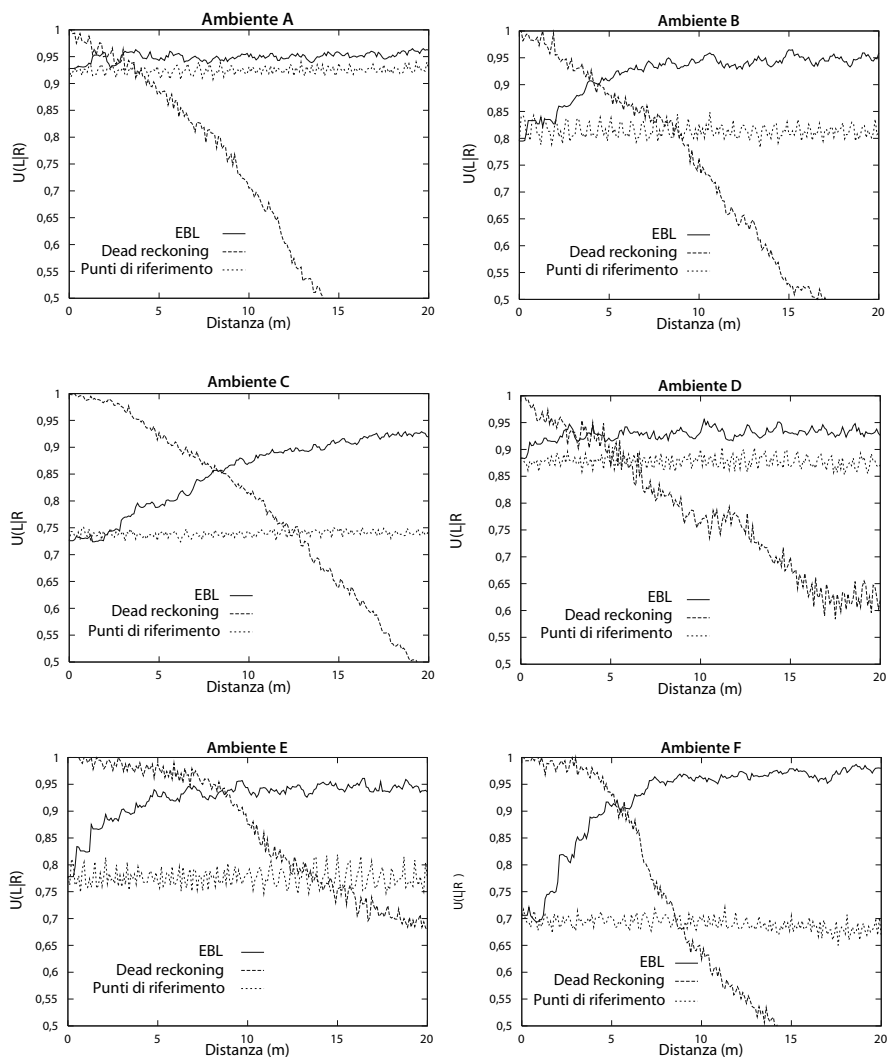 Ambiente A
1
0,95
0,9
0,85
0,8
0,75
0,7
0,65
0,6
0,55
0,5
U(L|R)
EBL
Dead reckoning
Punti di riferimento
0 5 10 15 20
Distanza (m)
Ambiente B
1
0,95
0,9
0,85
0,8
0,75
0,7
0,65
0,6
0,55
0,5
U(L|R)
EBL
Dead reckoning
Punti di riferimento
0 5 10 15 20
Distanza (m)
Ambiente C
1
0,95
0,9
0,85
0,8
0,75
0,7
0,65
0,6
0,55
0,5
U(L|R)
EBL
Dead reckoning
Punti di riferimento
0 5 10 15 20
Distanza (m)
Ambiente D
1
0,95
0,9
0,85
0,8
0,75
0,7
0,65
0,6
0,55
0,5
U(L|R
EBL
Dead reckoning
Punti di riferimento
0 5 10 15 20
Distanza (m)
Ambiente E
1
0,95
0,9
0,85
0,8
0,75
0,7
0,65
0,6
0,55
0,5
U(L|R)
EBL
Dead reckoning
Punti di riferimento
0 5 10 15 20
Distanza (m)
Ambiente F
1
0,95
0,9
0,85
0,8
0,75
0,7
0,65
0,6
0,55
0,5
U(L|R )
EBL
Dead Reckoning
Punti di riferimento
0 5 10 15 20
Distanza (m)